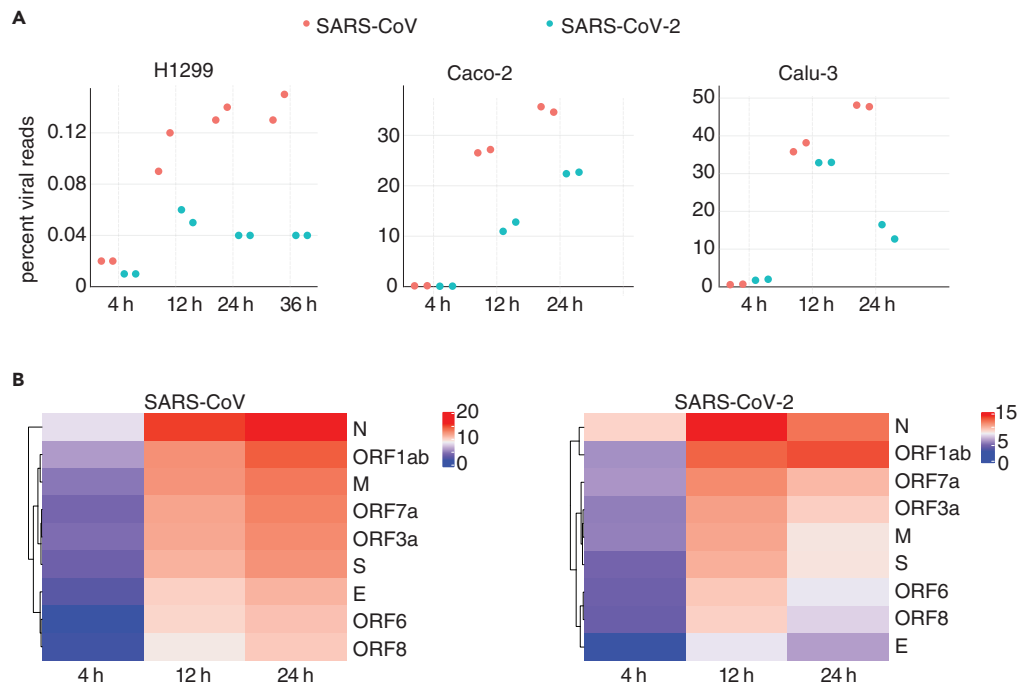 A
SARS-CoV
SARS-CoV-2
H1299
Caco-2
Calu-3
percent viral reads
0.12
0.08
0.04
0
4 h
12 h
24 h
36 h
30
20
10
0
4 h
12 h
24 h
50
40
30
20
10
0
4 h
12 h
24 h
B
SARS-CoV
N
ORF1ab
M
ORF7a
ORF3a
S
E
ORF6
ORF8
4 h
12 h
24 h
20
10
0
SARS-CoV-2
N
ORF1ab
ORF7a
ORF3a
M
S
ORF6
ORF8
E
4 h
12 h
24 h
15
10
5
0